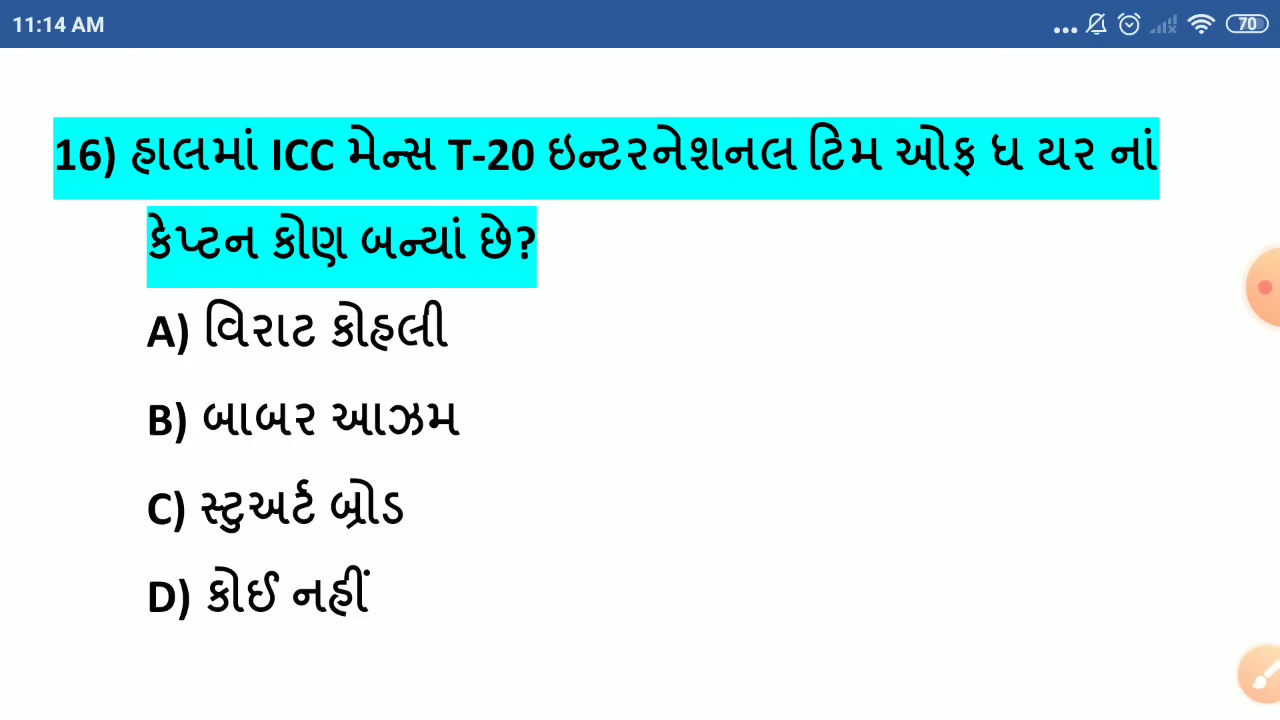 11:14 AM
70
16) હાલમાં ICC મેન્સ T-20 ઇન્ટરનેશનલ ટિમ ઓફ ધ યર નાં
કેપ્ટન કોણ બન્યાં છે?
A) વિરાટ કોહલી
B) બાબર આઝમ
C) સ્ટુઅર્ટ બ્રોડ
D) કોઈ નહીં